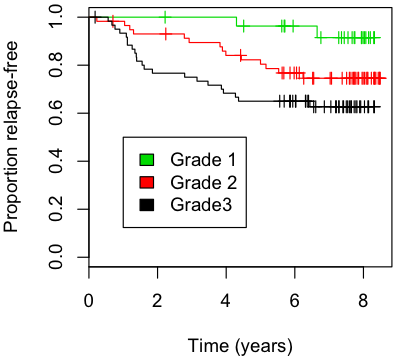 Proportion relapse-free
1.0
0.8
0.6
0.4
0.2
0.0
Grade 1
Grade 2
Grade3
0 2 4 6 8
Time (years)